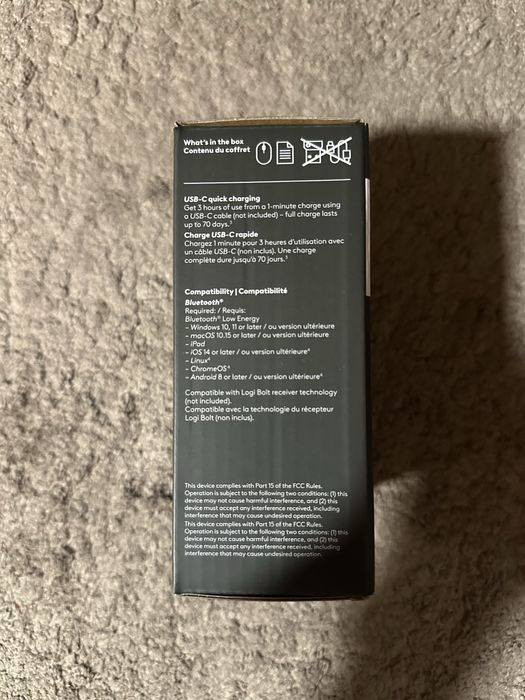 What's in the box
Contenu du coffret
USB-C quick charging
Get 3 hours of use from a 1-minute charge using
a USB-C cable (not included) – full charge lasts
up to 70 days.³
Charge USB-C rapide
Chargez 1 minute pour 3 heures d'utilisation avec
un câble USB-C (non inclus). Une charge
complète dure jusqu'à 70 jours.³
Compatibility | Compatibilité
Bluetooth®
Required: / Requis:
Bluetooth® Low Energy
– Windows 10, 11 or later / ou version ultérieure
– macOS 10.15 or later / ou version ultérieure
– iPad
– iOS 14 or later / ou version ultérieure⁴
– Linux⁴
– ChromeOS⁴
– Android 8 or later / ou version ultérieure⁴
Compatible with Logi Bolt receiver technology
(not included).
Compatible avec la technologie du récepteur
Logi Bolt (non inclus).
This device complies with Part 15 of the FCC Rules.
Operation is subject to the following two conditions: (1) this
device may not cause harmful interference, and (2) this
device must accept any interference received, including
interference that may cause undesired operation.
This device complies with Part 15 of the FCC Rules.
Operation is subject to the following two conditions: (1) this
device may not cause harmful interference, and (2) this
device must accept any interference received, including
interference that may cause undesired operation.